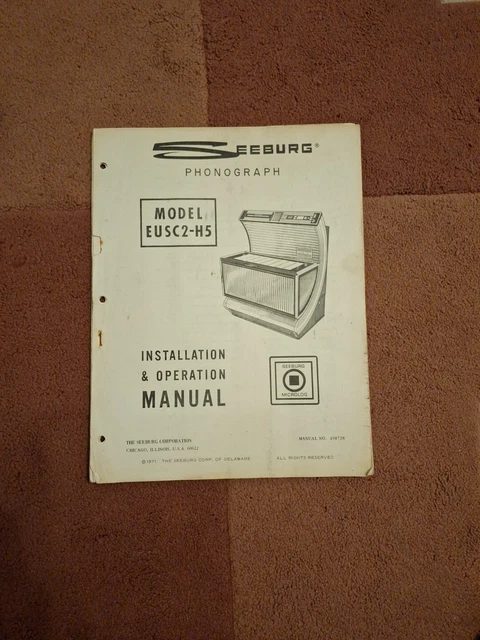 SEEBURG®
PHONOGRAPH
MODEL
EUSC2-H5
INSTALLATION
& OPERATION
MANUAL
SEEBURG
MICROLOG
THE SEEBURG CORPORATION
CHICAGO, ILLINOIS, U.S.A. 60622
MANUAL NO.
©1971 THE SEEBURG CORP. OF DELAWARE
ALL RIGHTS RESERVED